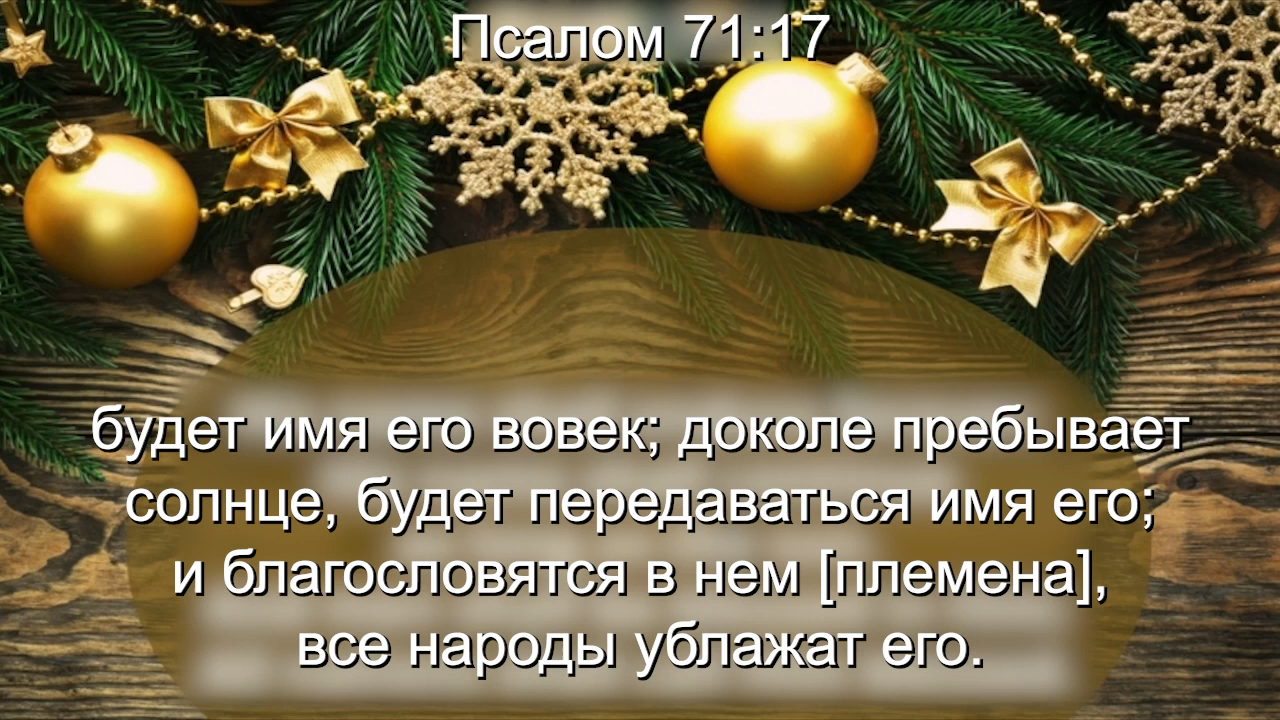 Псалом 71:17
будет имя его вовек; доколе пребывает
солнце, будет передаваться имя его;
и благословятся в нем [племена],
все народы ублажат его.